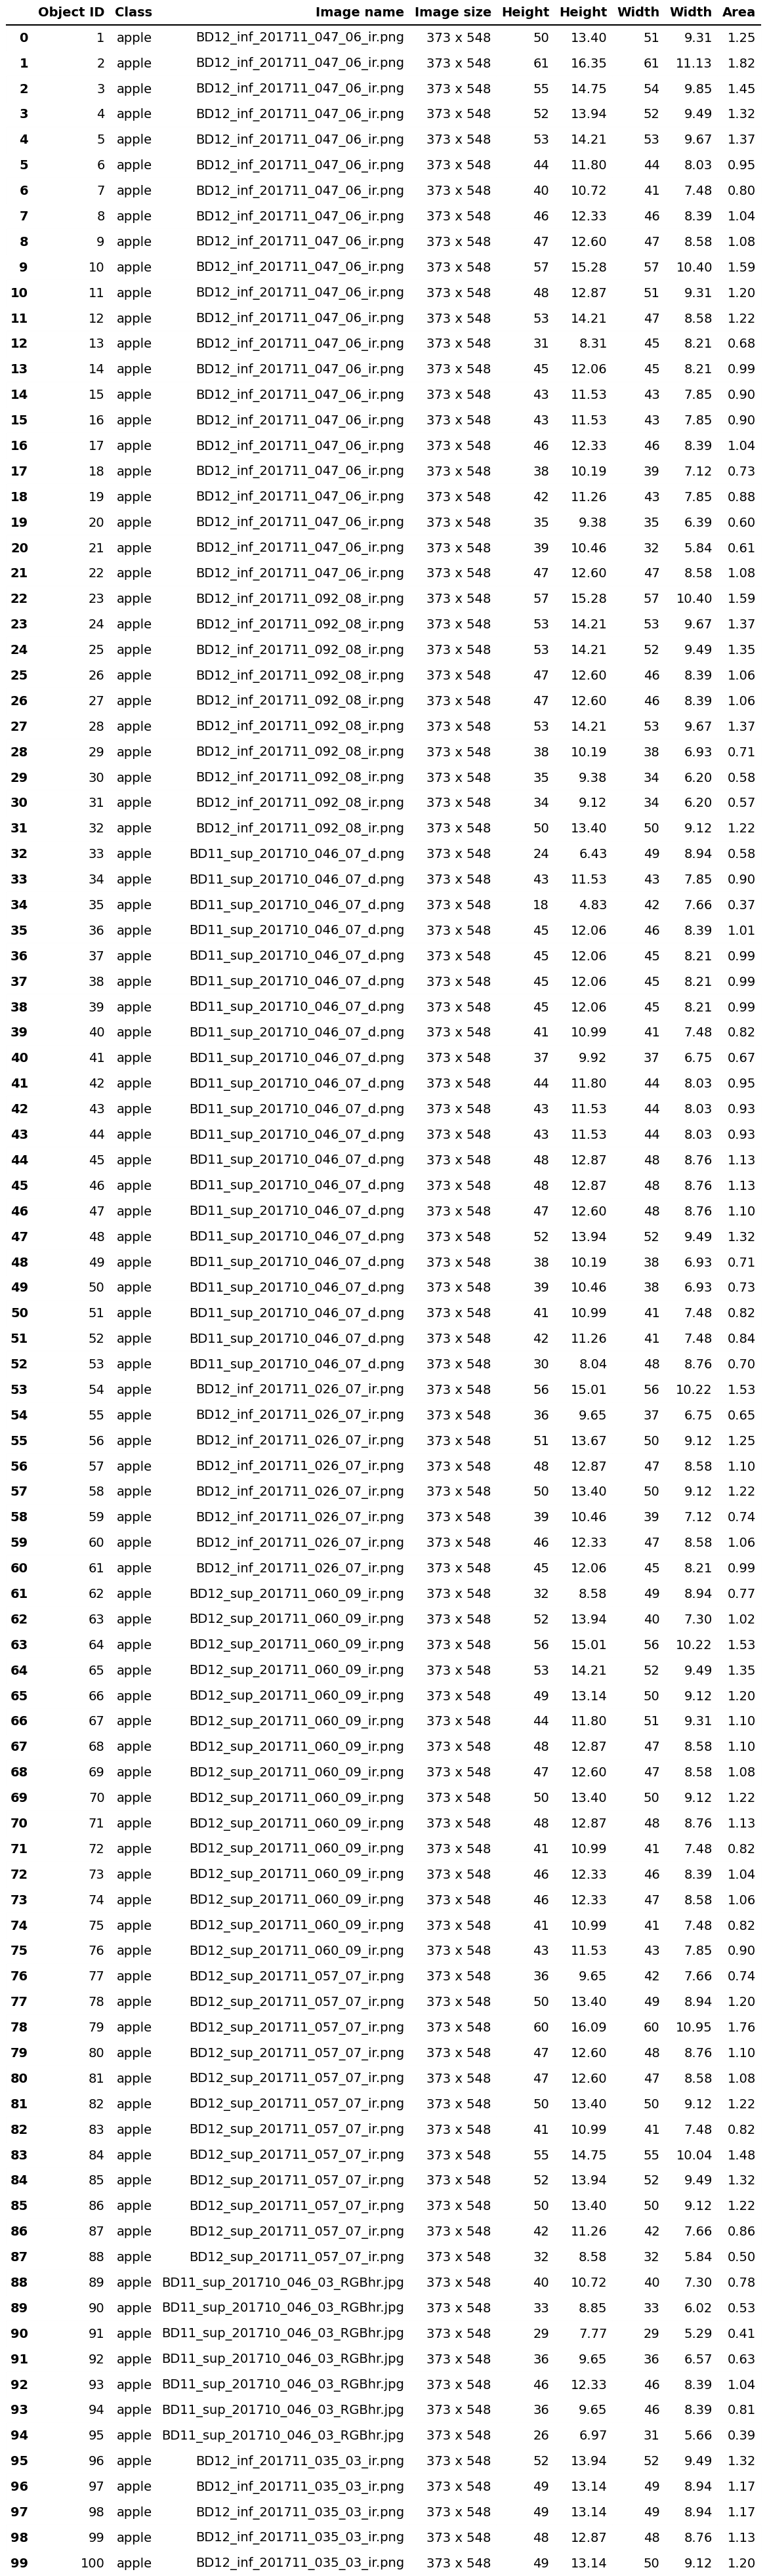 Object ID Class Image name Image size Height Height Width Width Area
0 1 apple BD12_inf_201711_047_06_ir.png 373 x 548 50 13.40 51 9.31 1.25
1 2 apple BD12_inf_201711_047_06_ir.png 373 x 548 61 16.35 61 11.13 1.82
2 3 apple BD12_inf_201711_047_06_ir.png 373 x 548 55 14.75 54 9.85 1.45
3 4 apple BD12_inf_201711_047_06_ir.png 373 x 548 52 13.94 52 9.49 1.32
4 5 apple BD12_inf_201711_047_06_ir.png 373 x 548 53 14.21 53 9.67 1.37
5 6 apple BD12_inf_201711_047_06_ir.png 373 x 548 44 11.80 44 8.03 0.95
6 7 apple BD12_inf_201711_047_06_ir.png 373 x 548 40 10.72 41 7.48 0.80
7 8 apple BD12_inf_201711_047_06_ir.png 373 x 548 46 12.33 46 8.39 1.04
8 9 apple BD12_inf_201711_047_06_ir.png 373 x 548 47 12.60 47 8.58 1.08
9 10 apple BD12_inf_201711_047_06_ir.png 373 x 548 57 15.28 57 10.40 1.59
10 11 apple BD12_inf_201711_047_06_ir.png 373 x 548 48 12.87 51 9.31 1.20
11 12 apple BD12_inf_201711_047_06_ir.png 373 x 548 53 14.21 47 8.58 1.22
12 13 apple BD12_inf_201711_047_06_ir.png 373 x 548 31 8.31 45 8.21 0.68
13 14 apple BD12_inf_201711_047_06_ir.png 373 x 548 45 12.06 45 8.21 0.99
14 15 apple BD12_inf_201711_047_06_ir.png 373 x 548 43 11.53 43 7.85 0.90
15 16 apple BD12_inf_201711_047_06_ir.png 373 x 548 43 11.53 43 7.85 0.90
16 17 apple BD12_inf_201711_047_06_ir.png 373 x 548 46 12.33 46 8.39 1.04
17 18 apple BD12_inf_201711_047_06_ir.png 373 x 548 38 10.19 39 7.12 0.73
18 19 apple BD12_inf_201711_047_06_ir.png 373 x 548 42 11.26 43 7.85 0.88
19 20 apple BD12_inf_201711_047_06_ir.png 373 x 548 35 9.38 35 6.39 0.60
20 21 apple BD12_inf_201711_047_06_ir.png 373 x 548 39 10.46 32 5.84 0.61
21 22 apple BD12_inf_201711_047_06_ir.png 373 x 548 47 12.60 47 8.58 1.08
22 23 apple BD12_inf_201711_092_08_ir.png 373 x 548 57 15.28 57 10.40 1.59
23 24 apple BD12_inf_201711_092_08_ir.png 373 x 548 53 14.21 53 9.67 1.37
24 25 apple BD12_inf_201711_092_08_ir.png 373 x 548 53 14.21 52 9.49 1.35
25 26 apple BD12_inf_201711_092_08_ir.png 373 x 548 47 12.60 46 8.39 1.06
26 27 apple BD12_inf_201711_092_08_ir.png 373 x 548 47 12.60 46 8.39 1.06
27 28 apple BD12_inf_201711_092_08_ir.png 373 x 548 53 14.21 53 9.67 1.37
28 29 apple BD12_inf_201711_092_08_ir.png 373 x 548 38 10.19 38 6.93 0.71
29 30 apple BD12_inf_201711_092_08_ir.png 373 x 548 35 9.38 34 6.20 0.58
30 31 apple BD12_inf_201711_092_08_ir.png 373 x 548 34 9.12 34 6.20 0.57
31 32 apple BD12_inf_201711_092_08_ir.png 373 x 548 50 13.40 50 9.12 1.22
32 33 apple BD11_sup_201710_046_07_d.png 373 x 548 24 6.43 49 8.94 0.58
33 34 apple BD11_sup_201710_046_07_d.png 373 x 548 43 11.53 43 7.85 0.90
34 35 apple BD11_sup_201710_046_07_d.png 373 x 548 18 4.83 42 7.66 0.37
35 36 apple BD11_sup_201710_046_07_d.png 373 x 548 45 12.06 46 8.39 1.01
36 37 apple BD11_sup_201710_046_07_d.png 373 x 548 45 12.06 45 8.21 0.99
37 38 apple BD11_sup_201710_046_07_d.png 373 x 548 45 12.06 45 8.21 0.99
38 39 apple BD11_sup_201710_046_07_d.png 373 x 548 45 12.06 45 8.21 0.99
39 40 apple BD11_sup_201710_046_07_d.png 373 x 548 41 10.99 41 7.48 0.82
40 41 apple BD11_sup_201710_046_07_d.png 373 x 548 37 9.92 37 6.75 0.67
41 42 apple BD11_sup_201710_046_07_d.png 373 x 548 44 11.80 44 8.03 0.95
42 43 apple BD11_sup_201710_046_07_d.png 373 x 548 43 11.53 44 8.03 0.93
43 44 apple BD11_sup_201710_046_07_d.png 373 x 548 43 11.53 44 8.03 0.93
44 45 apple BD11_sup_201710_046_07_d.png 373 x 548 48 12.87 48 8.76 1.13
45 46 apple BD11_sup_201710_046_07_d.png 373 x 548 48 12.87 48 8.76 1.13
46 47 apple BD11_sup_201710_046_07_d.png 373 x 548 47 12.60 48 8.76 1.10
47 48 apple BD11_sup_201710_046_07_d.png 373 x 548 52 13.94 52 9.49 1.32
48 49 apple BD11_sup_201710_046_07_d.png 373 x 548 38 10.19 38 6.93 0.71
49 50 apple BD11_sup_201710_046_07_d.png 373 x 548 39 10.46 38 6.93 0.73
50 51 apple BD11_sup_201710_046_07_d.png 373 x 548 41 10.99 41 7.48 0.82
51 52 apple BD11_sup_201710_046_07_d.png 373 x 548 42 11.26 41 7.48 0.84
52 53 apple BD11_sup_201710_046_07_d.png 373 x 548 30 8.04 48 8.76 0.70
53 54 apple BD12_inf_201711_026_07_ir.png 373 x 548 56 15.01 56 10.22 1.53
54 55 apple BD12_inf_201711_026_07_ir.png 373 x 548 36 9.65 37 6.75 0.65
55 56 apple BD12_inf_201711_026_07_ir.png 373 x 548 51 13.67 50 9.12 1.25
56 57 apple BD12_inf_201711_026_07_ir.png 373 x 548 48 12.87 47 8.58 1.10
57 58 apple BD12_inf_201711_026_07_ir.png 373 x 548 50 13.40 50 9.12 1.22
58 59 apple BD12_inf_201711_026_07_ir.png 373 x 548 39 10.46 39 7.12 0.74
59 60 apple BD12_inf_201711_026_07_ir.png 373 x 548 46 12.33 47 8.58 1.06
60 61 apple BD12_inf_201711_026_07_ir.png 373 x 548 45 12.06 45 8.21 0.99
61 62 apple BD12_sup_201711_060_09_ir.png 373 x 548 32 8.58 49 8.94 0.77
62 63 apple BD12_sup_201711_060_09_ir.png 373 x 548 52 13.94 40 7.30 1.02
63 64 apple BD12_sup_201711_060_09_ir.png 373 x 548 56 15.01 56 10.22 1.53
64 65 apple BD12_sup_201711_060_09_ir.png 373 x 548 53 14.21 52 9.49 1.35
65 66 apple BD12_sup_201711_060_09_ir.png 373 x 548 49 13.14 50 9.12 1.20
66 67 apple BD12_sup_201711_060_09_ir.png 373 x 548 44 11.80 51 9.31 1.10
67 68 apple BD12_sup_201711_060_09_ir.png 373 x 548 48 12.87 47 8.58 1.10
68 69 apple BD12_sup_201711_060_09_ir.png 373 x 548 47 12.60 47 8.58 1.08
69 70 apple BD12_sup_201711_060_09_ir.png 373 x 548 50 13.40 50 9.12 1.22
70 71 apple BD12_sup_201711_060_09_ir.png 373 x 548 48 12.87 48 8.76 1.13
71 72 apple BD12_sup_201711_060_09_ir.png 373 x 548 41 10.99 41 7.48 0.82
72 73 apple BD12_sup_201711_060_09_ir.png 373 x 548 46 12.33 46 8.39 1.04
73 74 apple BD12_sup_201711_060_09_ir.png 373 x 548 46 12.33 47 8.58 1.06
74 75 apple BD12_sup_201711_060_09_ir.png 373 x 548 41 10.99 41 7.48 0.82
75 76 apple BD12_sup_201711_060_09_ir.png 373 x 548 43 11.53 43 7.85 0.90
76 77 apple BD12_sup_201711_057_07_ir.png 373 x 548 36 9.65 42 7.66 0.74
77 78 apple BD12_sup_201711_057_07_ir.png 373 x 548 50 13.40 49 8.94 1.20
78 79 apple BD12_sup_201711_057_07_ir.png 373 x 548 60 16.09 60 10.95 1.76
79 80 apple BD12_sup_201711_057_07_ir.png 373 x 548 47 12.60 48 8.76 1.10
80 81 apple BD12_sup_201711_057_07_ir.png 373 x 548 47 12.60 47 8.58 1.08
81 82 apple BD12_sup_201711_057_07_ir.png 373 x 548 50 13.40 50 9.12 1.22
82 83 apple BD12_sup_201711_057_07_ir.png 373 x 548 41 10.99 41 7.48 0.82
83 84 apple BD12_sup_201711_057_07_ir.png 373 x 548 55 14.75 55 10.04 1.48
84 85 apple BD12_sup_201711_057_07_ir.png 373 x 548 52 13.94 52 9.49 1.32
85 86 apple BD12_sup_201711_057_07_ir.png 373 x 548 50 13.40 50 9.12 1.22
86 87 apple BD12_sup_201711_057_07_ir.png 373 x 548 42 11.26 42 7.66 0.86
87 88 apple BD12_sup_201711_057_07_ir.png 373 x 548 32 8.58 32 5.84 0.50
88 89 apple BD11_sup_201710_046_03_RGBhr.jpg 373 x 548 40 10.72 40 7.30 0.78
89 90 apple BD11_sup_201710_046_03_RGBhr.jpg 373 x 548 33 8.85 33 6.02 0.53
90 91 apple BD11_sup_201710_046_03_RGBhr.jpg 373 x 548 29 7.77 29 5.29 0.41
91 92 apple BD11_sup_201710_046_03_RGBhr.jpg 373 x 548 36 9.65 36 6.57 0.63
92 93 apple BD11_sup_201710_046_03_RGBhr.jpg 373 x 548 46 12.33 46 8.39 1.04
93 94 apple BD11_sup_201710_046_03_RGBhr.jpg 373 x 548 36 9.65 46 8.39 0.81
94 95 apple BD11_sup_201710_046_03_RGBhr.jpg 373 x 548 26 6.97 31 5.66 0.39
95 96 apple BD12_inf_201711_035_03_ir.png 373 x 548 52 13.94 52 9.49 1.32
96 97 apple BD12_inf_201711_035_03_ir.png 373 x 548 49 13.14 49 8.94 1.17
97 98 apple BD12_inf_201711_035_03_ir.png 373 x 548 49 13.14 49 8.94 1.17
98 99 apple BD12_inf_201711_035_03_ir.png 373 x 548 48 12.87 48 8.76 1.13
99 100 apple BD12_inf_201711_035_03_ir.png 373 x 548 49 13.14 50 9.12 1.20